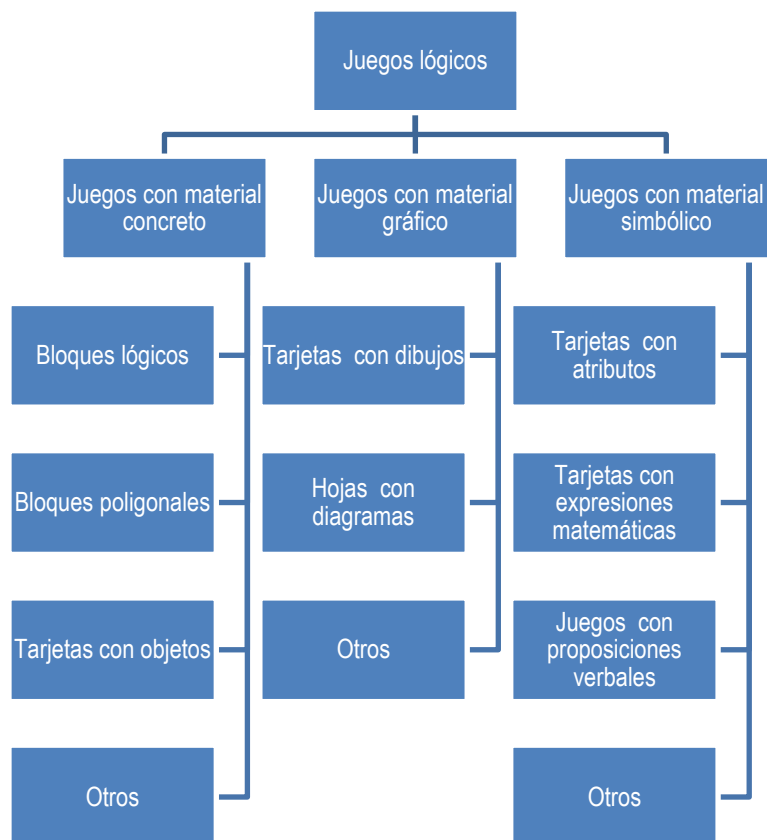 Juegos lógicos
Juegos con material
concreto
Bloques lógicos
Bloques poligonales
Tarjetas con objetos
Otros
Juegos con material
gráfico
Tarjetas con dibujos
Hojas con
diagramas
Otros
Juegos con material
simbólico
Tarjetas con
atributos
Tarjetas con
expresiones
matemáticas
Juegos con
proposiciones
verbales
Otros